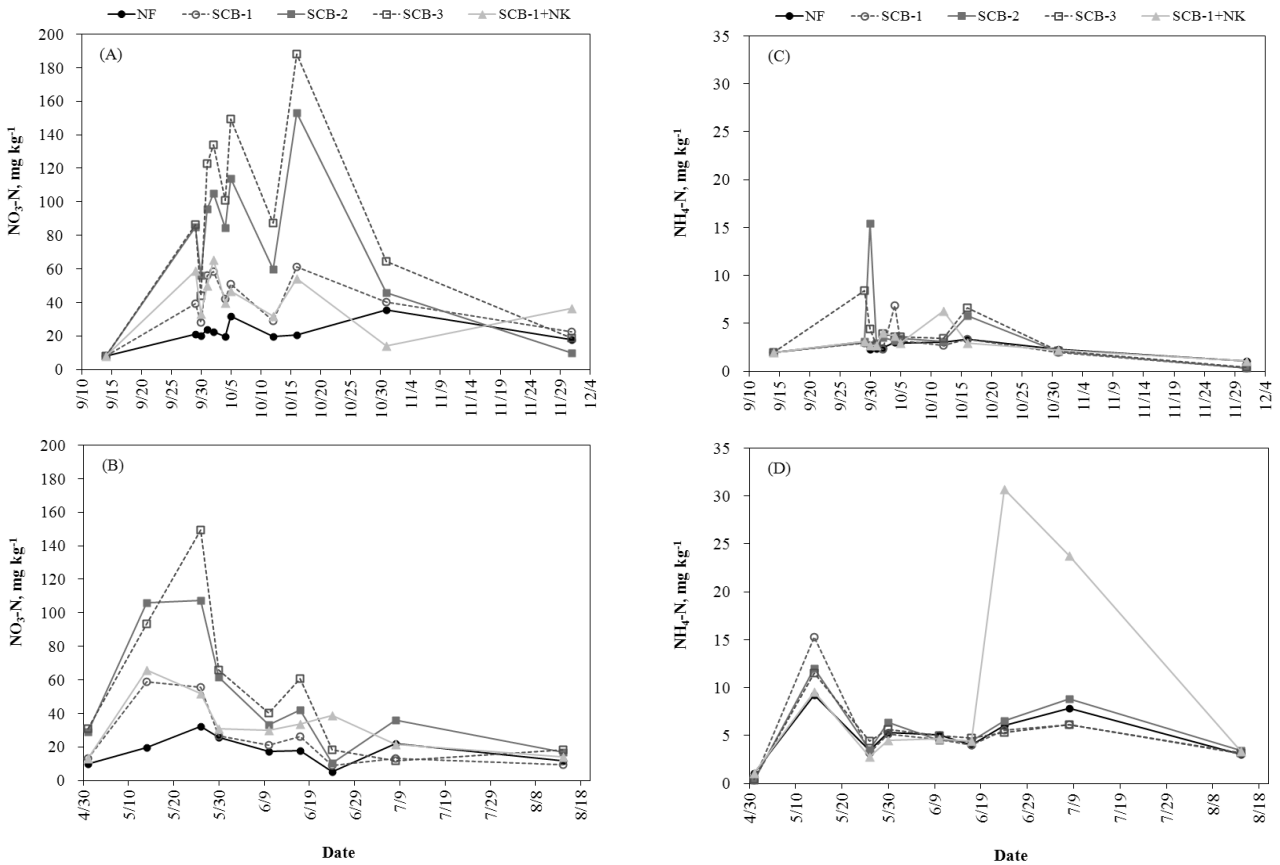 NF SCB-1 SCB-2 SCB-3 SCB-1+NK
(A)
NO₃-N, mg kg⁻¹
200
180
160
140
120
100
80
60
40
20
0
9/10 9/15 9/20 9/25 9/30 10/5 10/10 10/15 10/20 10/25 10/30 11/4 11/9 11/14 11/19 11/24 11/29 12/4
NF SCB-1 SCB-2 SCB-3 SCB-1+NK
(C)
NH₄-N, mg kg⁻¹
35
30
25
20
15
10
5
0
9/10 9/15 9/20 9/25 9/30 10/5 10/10 10/15 10/20 10/25 10/30 11/4 11/9 11/14 11/19 11/24 11/29 12/4
(B)
NO₃-N, mg kg⁻¹
200
180
160
140
120
100
80
60
40
20
0
4/30 5/10 5/20 5/30 6/9 6/19 6/29 7/9 7/19 7/29 8/8 8/18
Date
(D)
NH₄-N, mg kg⁻¹
35
30
25
20
15
10
5
0
4/30 5/10 5/20 5/30 6/9 6/19 6/29 7/9 7/19 7/29 8/8 8/18
Date